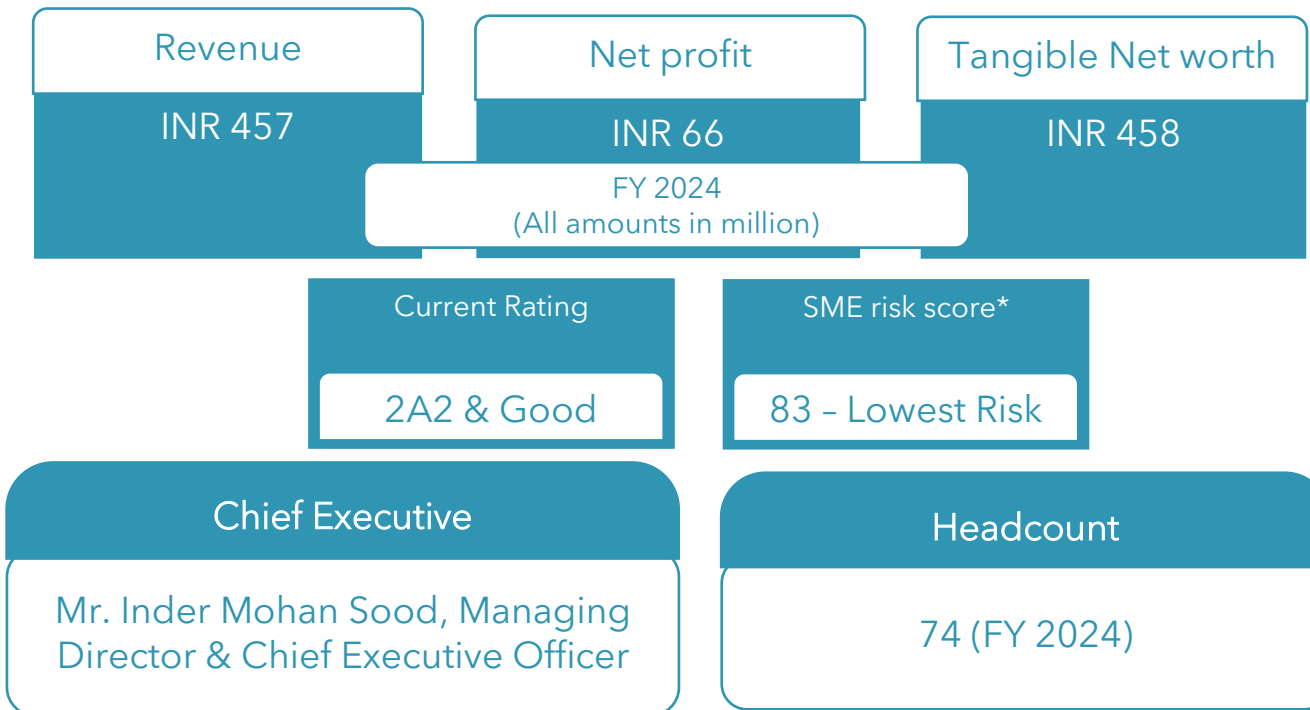 Revenue
INR 457
Net profit
INR 66
Tangible Net worth
INR 458
FY 2024
(All amounts in million)
Current Rating
2A2 & Good
SME risk score*
83 – Lowest Risk
Chief Executive
Mr. Inder Mohan Sood, Managing
Director & Chief Executive Officer
Headcount
74 (FY 2024)